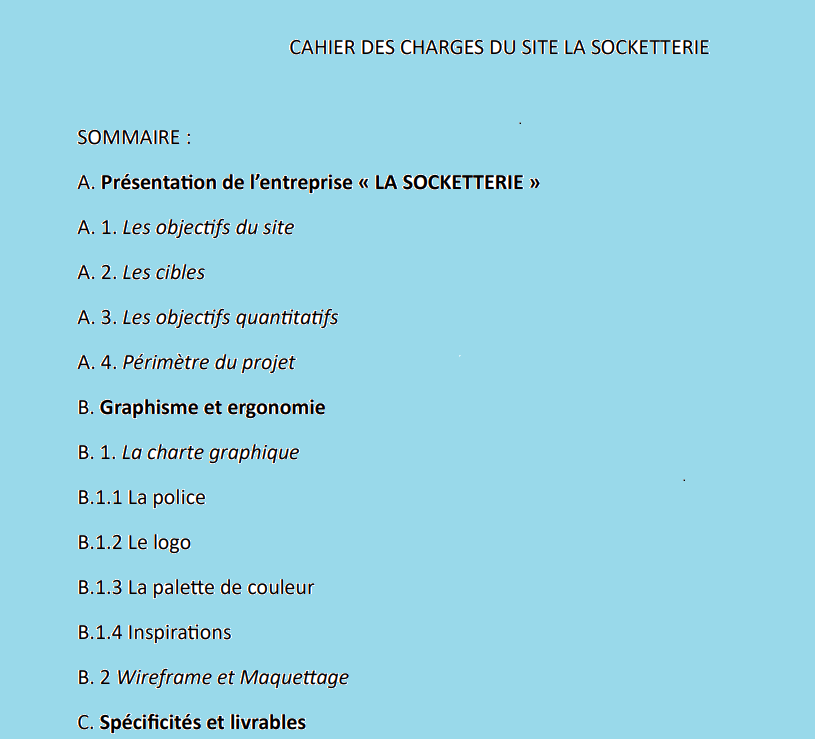 CAHIER DES CHARGES DU SITE LA SOCKETTERIE
SOMMAIRE :
A. Présentation de l’entreprise « LA SOCKETTERIE »
A. 1. Les objectifs du site
A. 2. Les cibles
A. 3. Les objectifs quantitatifs
A. 4. Périmètre du projet
B. Graphisme et ergonomie
B. 1. La charte graphique
B.1.1 La police
B.1.2 Le logo
B.1.3 La palette de couleur
B.1.4 Inspirations
B. 2 Wireframe et Maquettage
C. Spécificités et livrables